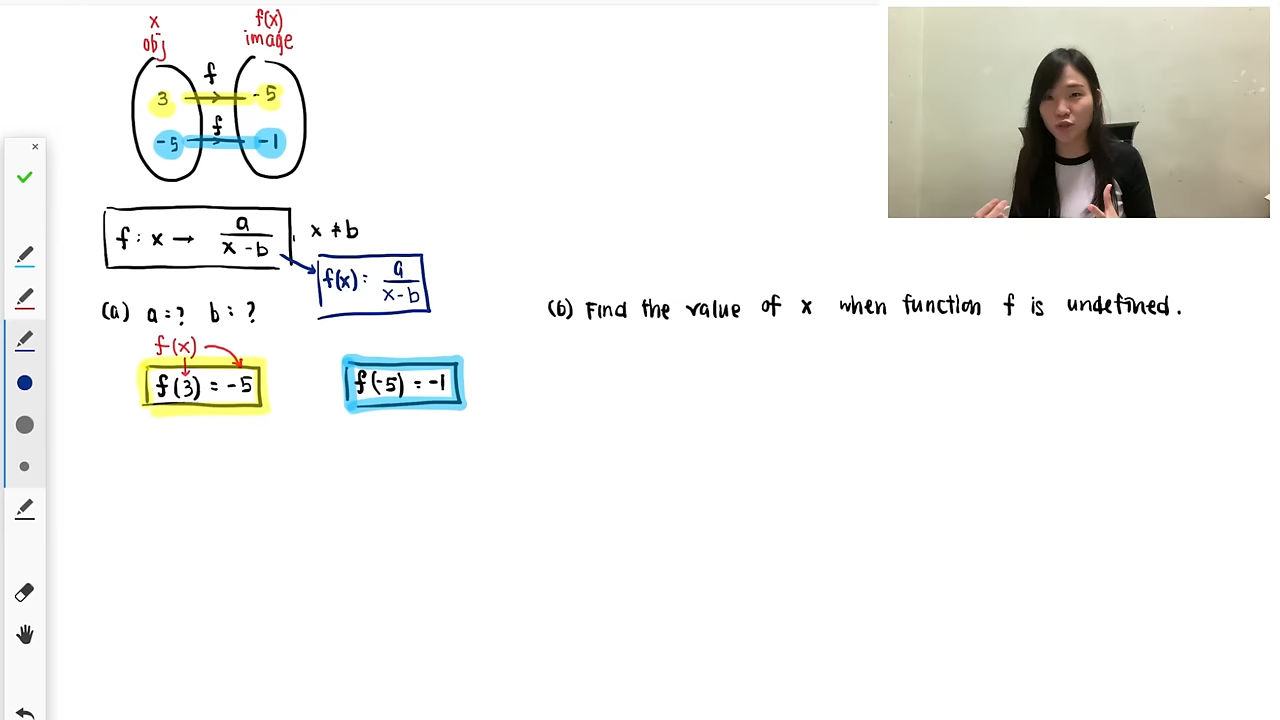 x f(x)
obj image
f
3 -5
f
-5 -1
f : x → a/(x-b) , x ≠ b
f(x) : a/(x-b)
(a) a = ? b : ?
(b) Find the value of x when function f is undefined.
f(x)
f(3) = -5 f(-5) = -1